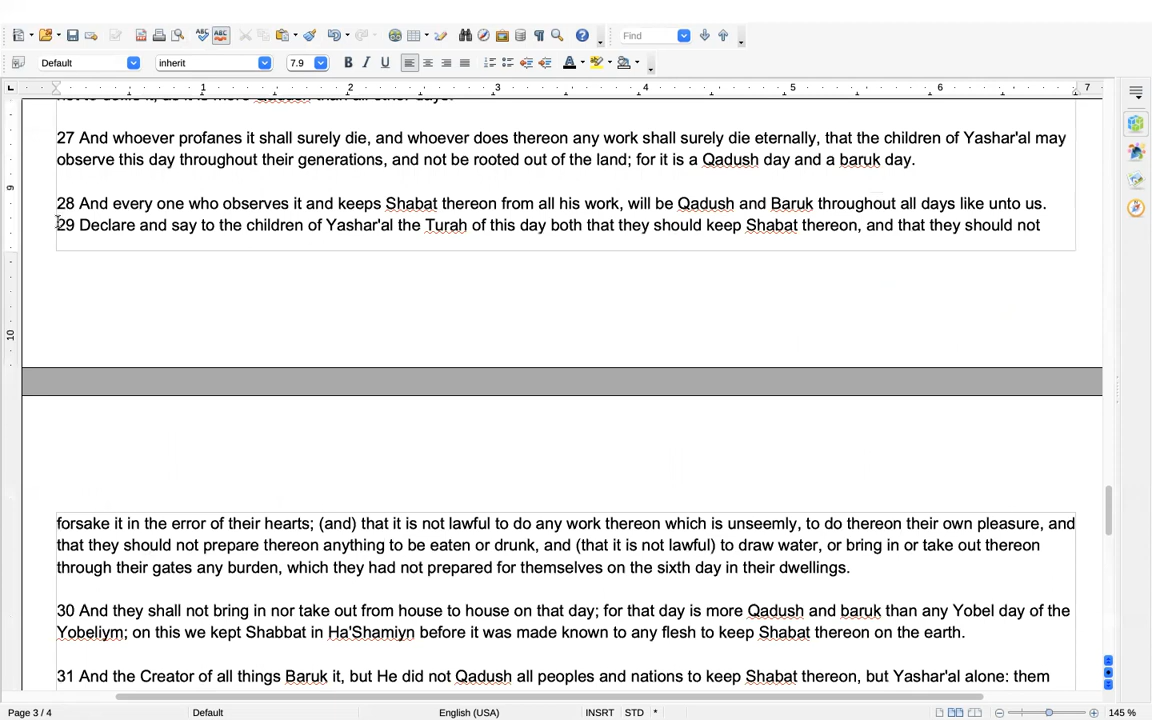 Find
Default inherit 7.9
1 2 3 4 5 6 7
27 And whoever profanes it shall surely die, and whoever does thereon any work shall surely die eternally, that the children of Yashar'al may
observe this day throughout their generations, and not be rooted out of the land; for it is a Qadush day and a baruk day.
28 And every one who observes it and keeps Shabat thereon from all his work, will be Qadush and Baruk throughout all days like unto us.
29 Declare and say to the children of Yashar'al the Turah of this day both that they should keep Shabat thereon, and that they should not
forsake it in the error of their hearts; (and) that it is not lawful to do any work thereon which is unseemly, to do thereon their own pleasure, and
that they should not prepare thereon anything to be eaten or drunk, and (that it is not lawful) to draw water, or bring in or take out thereon
through their gates any burden, which they had not prepared for themselves on the sixth day in their dwellings.
30 And they shall not bring in nor take out from house to house on that day; for that day is more Qadush and baruk than any Yobel day of the
Yobeliym; on this we kept Shabbat in Ha'Shamiyn before it was made known to any flesh to keep Shabat thereon on the earth.
31 And the Creator of all things Baruk it, but He did not Qadush all peoples and nations to keep Shabat thereon, but Yashar'al alone: them
Page 3 / 4 Default English (USA) INSRT STD * 145 %